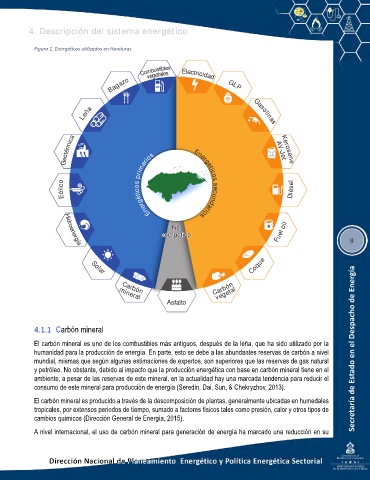 4. Descripción del sistema energético
Figura 2. Energéticos utilizados en Honduras
Combustibles
vegetales
Electricidad
Bagazo
GLP
Leña
Gasolinas
Geotérmica
Kerosene
AV-Jet
Eólico
Diésel
Hidroenergía
Fuel oil
Solar
Coque
Carbón
mineral
Asfalto
Carbón
vegetal
Energéticos primarios
Energéticos secundarios
No
energético
9
4.1.1 Carbón mineral
El carbón mineral es uno de los combustibles más antiguos, después de la leña, que ha sido utilizado por la
humanidad para la producción de energía. En parte, esto se debe a las abundantes reservas de carbón a nivel
mundial, mismas que según algunas estimaciones de expertos, son superiores que las reservas de gas natural
y petróleo. No obstante, debido al impacto que la producción energética con base en carbón mineral tiene en el
ambiente, a pesar de las reservas de este mineral, en la actualidad hay una marcada tendencia para reducir el
consumo de este mineral para producción de energía (Seredin, Dai, Sun, & Chekryzhov, 2013).
El carbón mineral es producido a través de la descomposición de plantas, generalmente ubicadas en humedales
tropicales, por extensos periodos de tiempo, sumado a factores físicos tales como presión, calor y otros tipos de
cambios químicos (Dirección General de Energía, 2015).
A nivel internacional, el uso de carbón mineral para generación de energía ha marcado una reducción en su
Secretaría de Estado en el Despacho de Energía
Dirección Nacional de Planeamiento Energético y Política Energética Sectorial